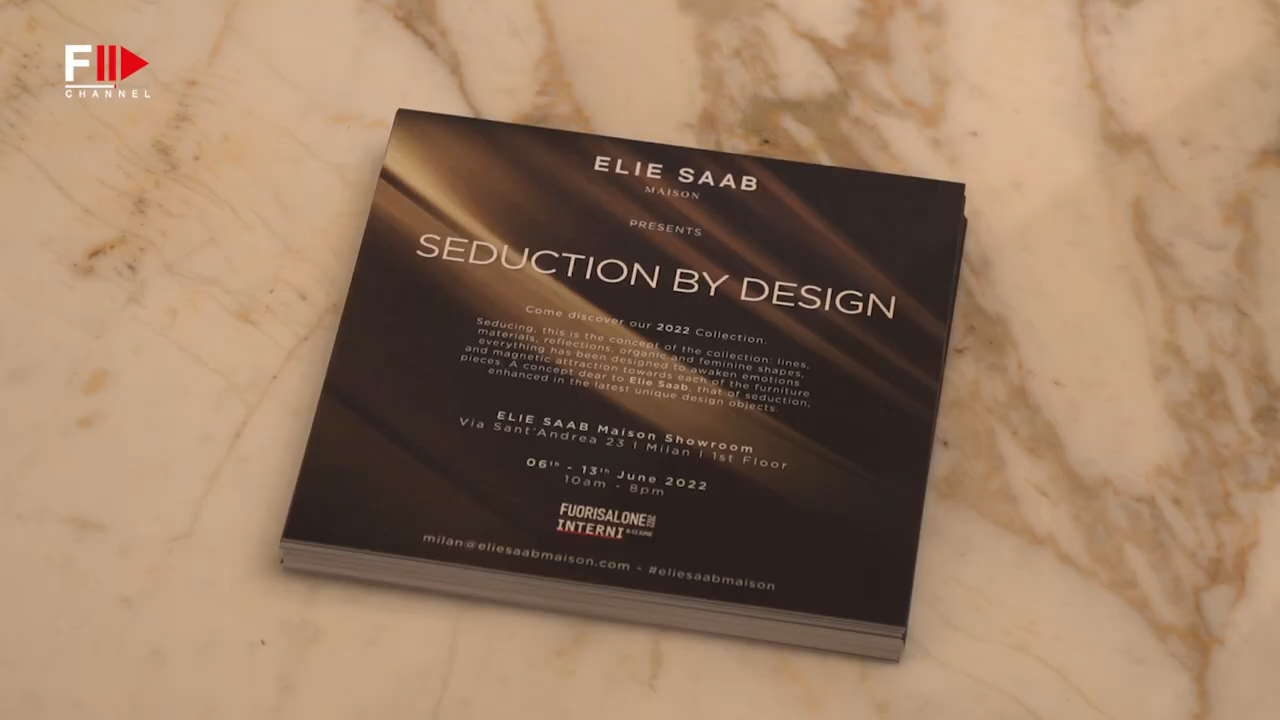 F
CHANNEL
ELIE SAAB
MAISON
PRESENTS
SEDUCTION BY DESIGN
Come discover our 2022 Collection.
Seducing, this is the concept of the collection: lines,
materials, reflections, organic and feminine shapes,
everything has been designed to awaken emotions
and magnetic attraction towards each of the furniture
pieces. A concept dear to Elie Saab, that of seduction,
enhanced in the latest unique design objects.
ELIE SAAB Maison Showroom
Via Sant'Andrea 23 I Milan I 1st Floor
06th - 13th June 2022
10am - 8pm
FUORISALONE 2022
INTERNI 6-13 JUNE
milan@eliesaabmaison.com - #eliesaabmaison